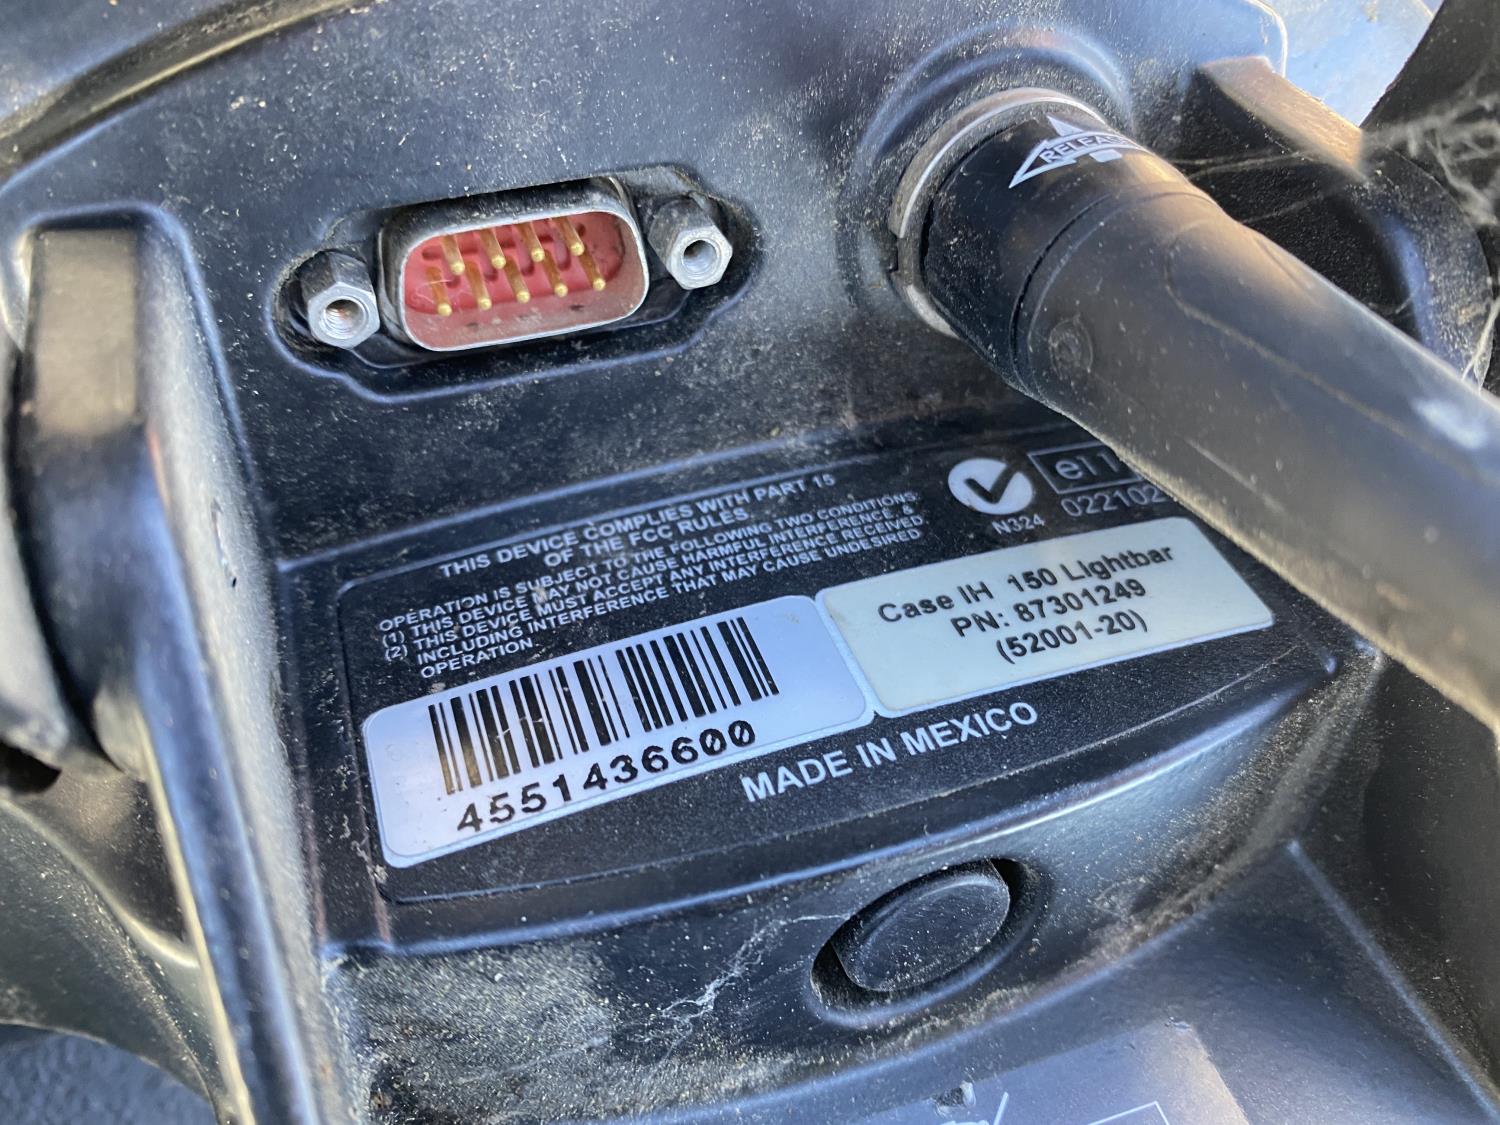 RELEASE
THIS DEVICE COMPLIES WITH PART 15
OF THE FCC RULES
OPERATION IS SUBJECT TO THE FOLLOWING TWO CONDITIONS:
(1) THIS DEVICE MAY NOT CAUSE HARMFUL INTERFERENCE &
(2) THIS DEVICE MUST ACCEPT ANY INTERFERENCE RECEIVED
INCLUDING INTERFERENCE THAT MAY CAUSE UNDESIRED
OPERATION
N324
e11
022102
Case IH 150 Lightbar
PN: 87301249
(52001-20)
4551436600
MADE IN MEXICO